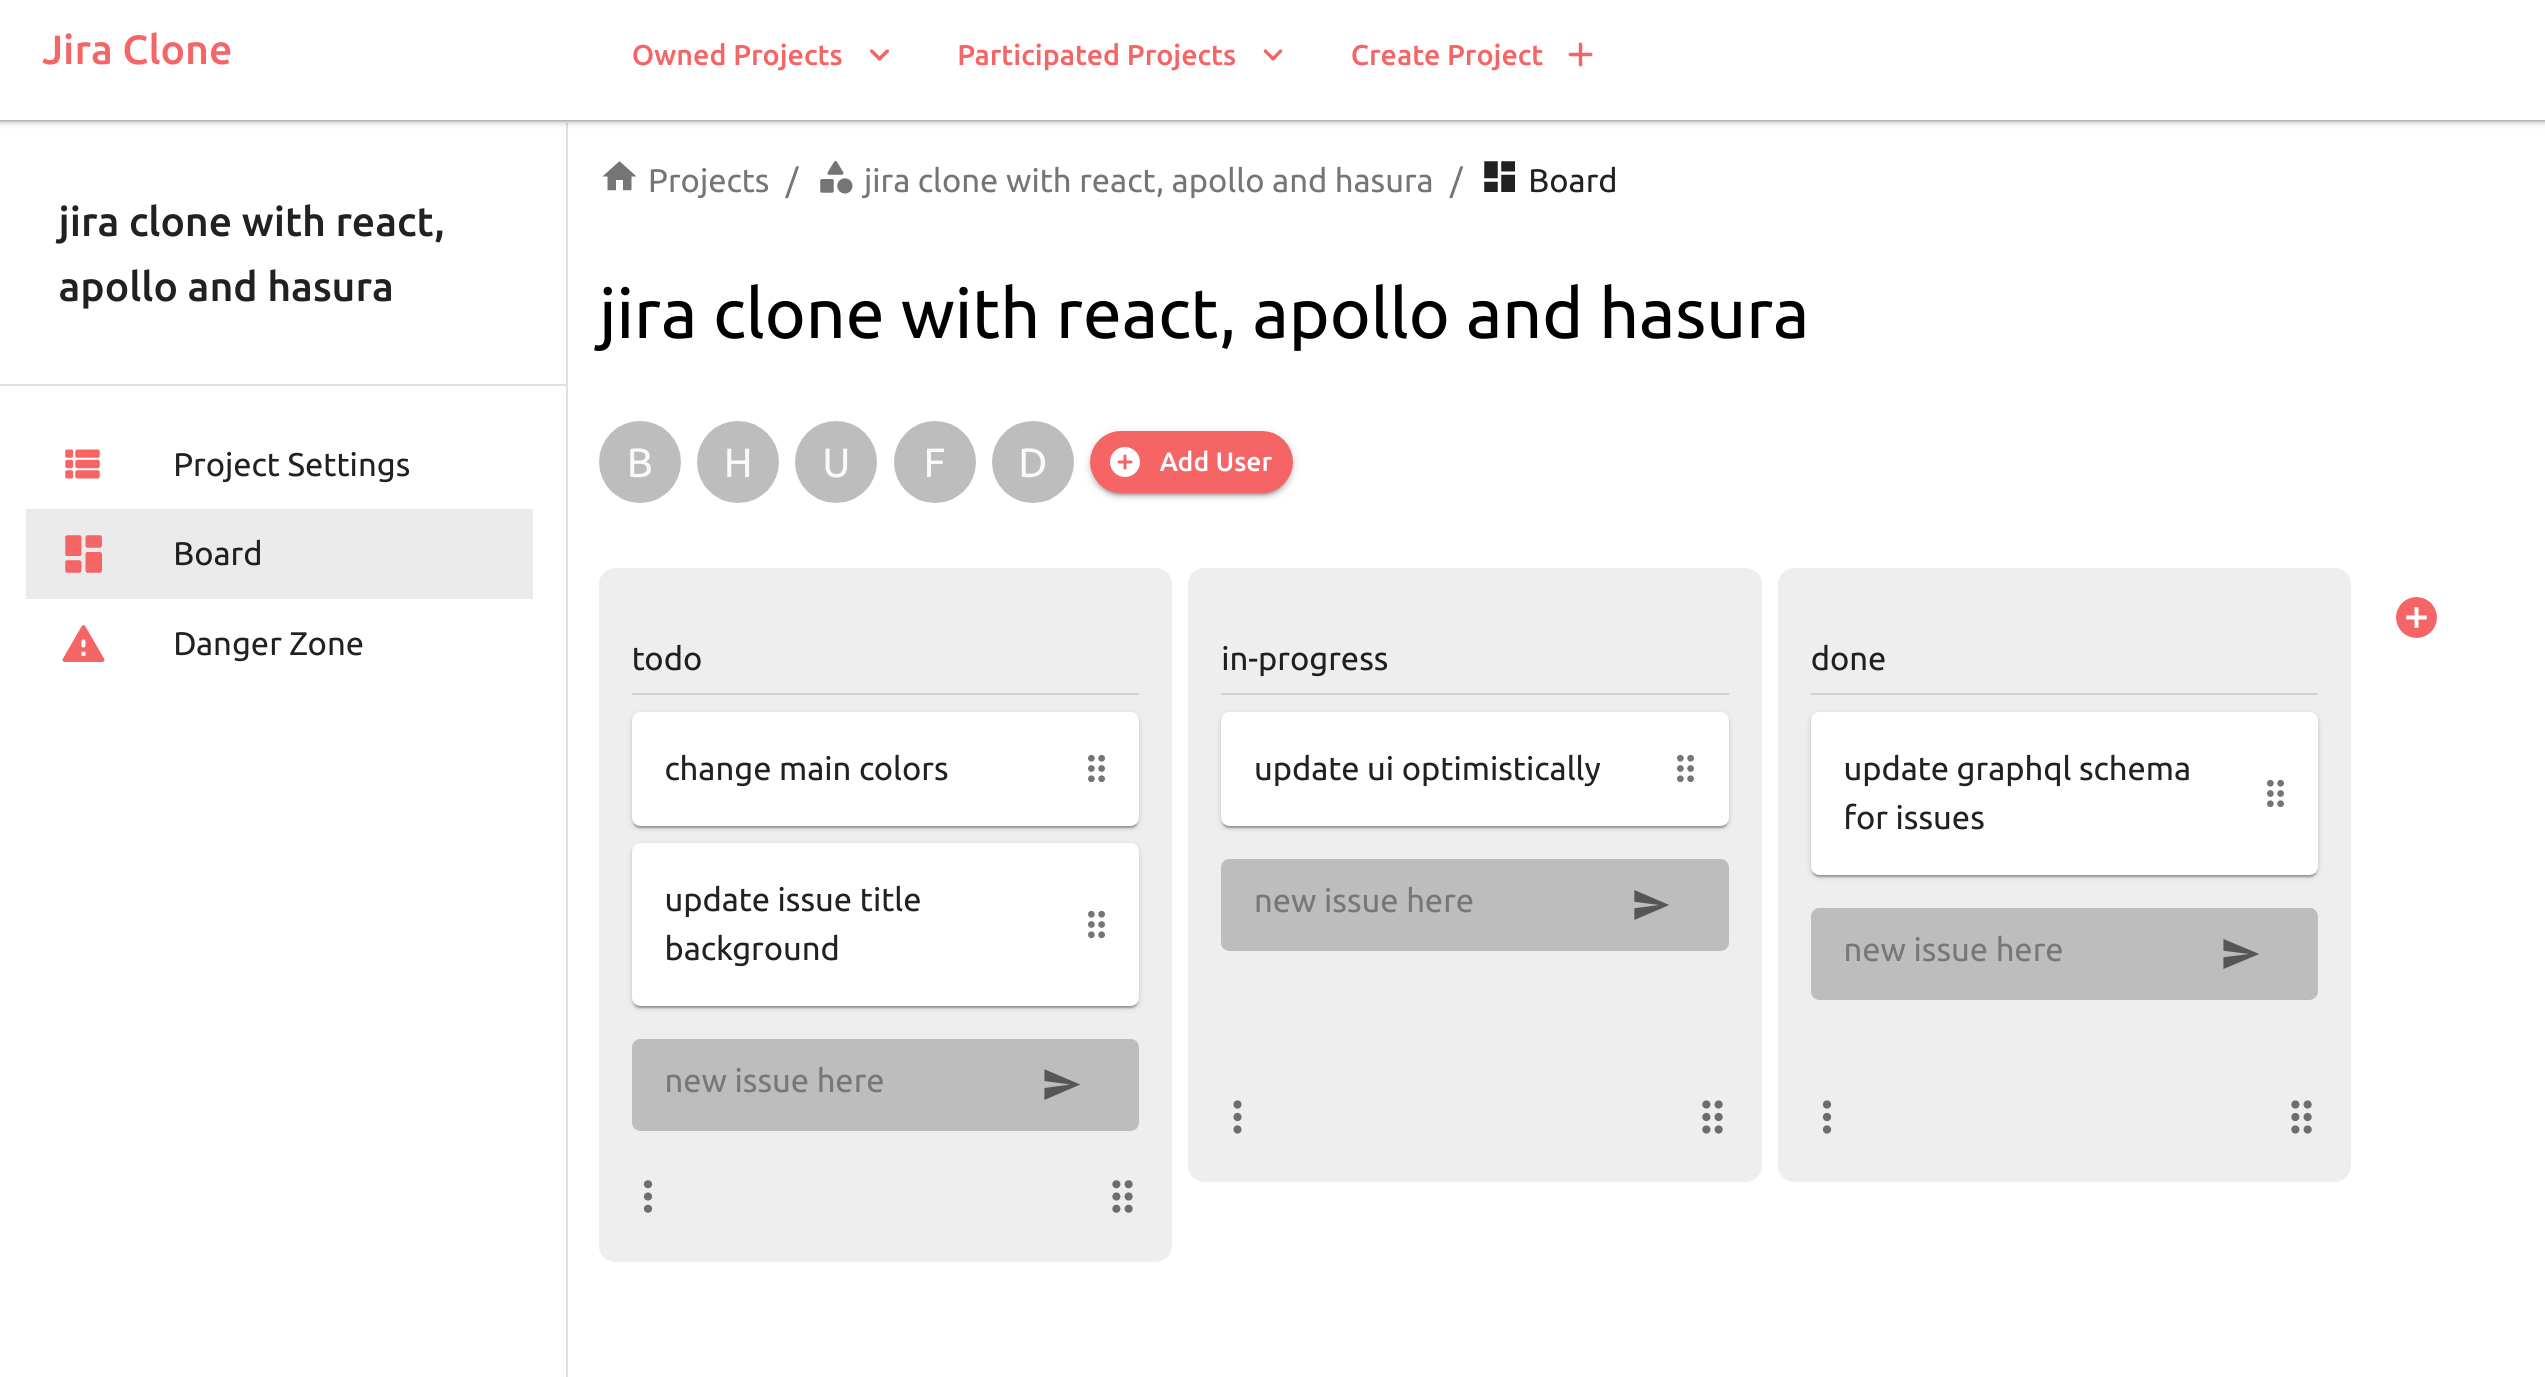 Jira Clone
Owned Projects
Participated Projects
Create Project
jira clone with react,
apollo and hasura
Project Settings
Board
Danger Zone
Projects / jira clone with react, apollo and hasura / Board
jira clone with react, apollo and hasura
B H U F D Add User
todo
change main colors
update issue title
background
new issue here
in-progress
update ui optimistically
new issue here
done
update graphql schema
for issues
new issue here